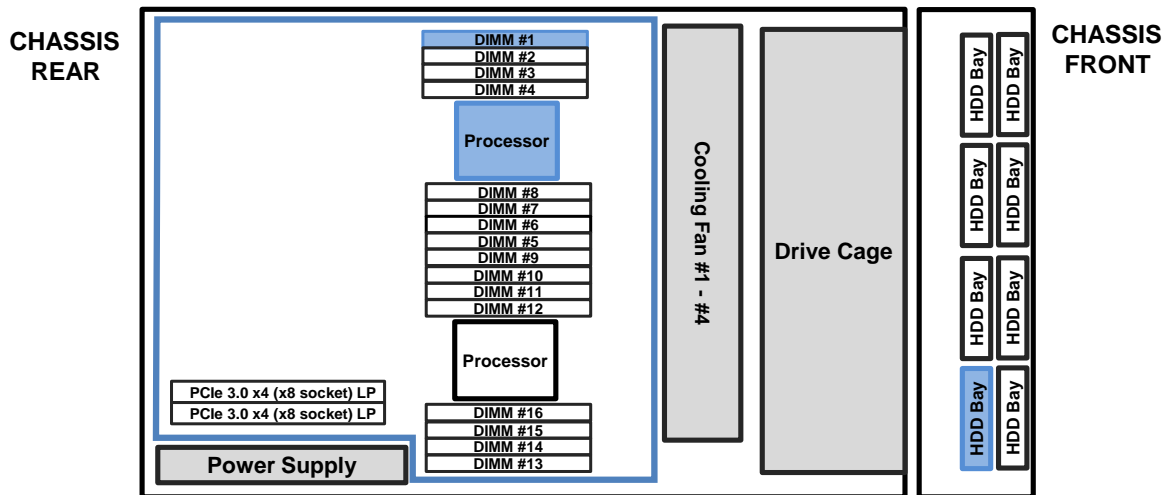 CHASSIS
REAR
DIMM #1
DIMM #2
DIMM #3
DIMM #4
Processor
DIMM #8
DIMM #7
DIMM #6
DIMM #5
DIMM #9
DIMM #10
DIMM #11
DIMM #12
Processor
PCIe 3.0 x4 (x8 socket) LP
PCIe 3.0 x4 (x8 socket) LP
DIMM #16
DIMM #15
DIMM #14
DIMM #13
Power Supply
Cooling Fan #1 - #4
Drive Cage
HDD Bay
HDD Bay
HDD Bay
HDD Bay
HDD Bay
HDD Bay
HDD Bay
HDD Bay
CHASSIS
FRONT